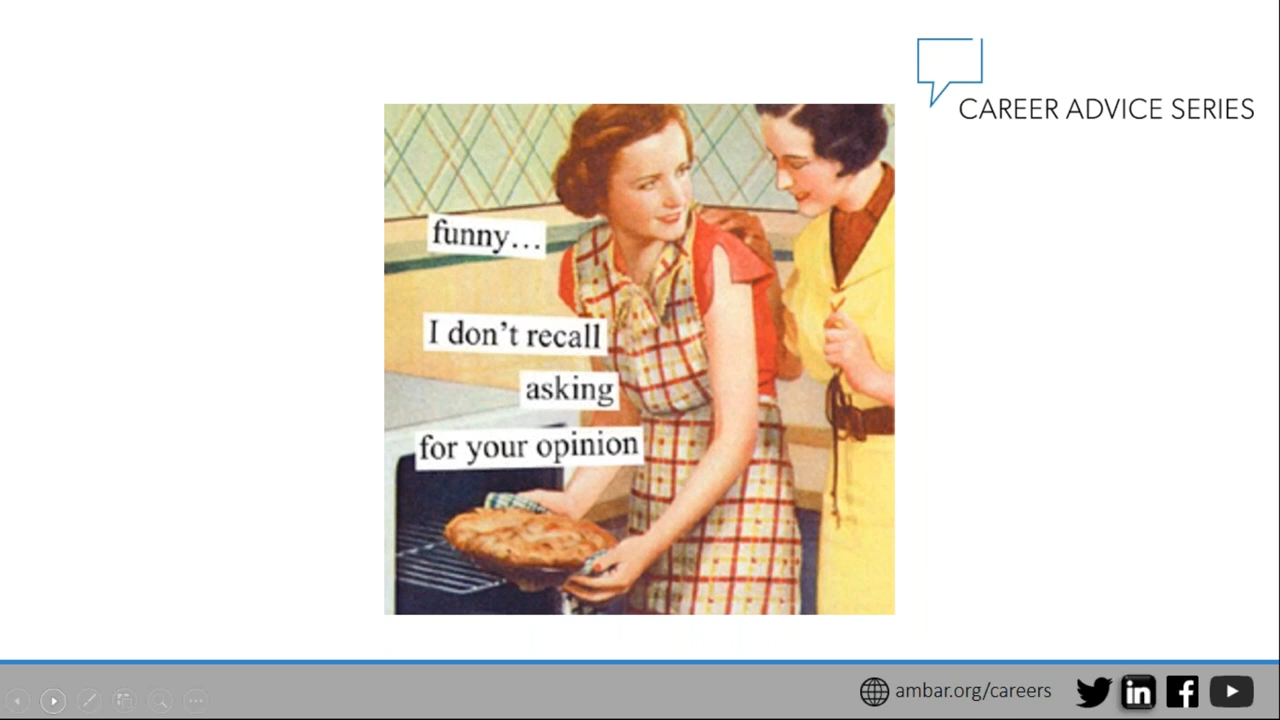 CAREER ADVICE SERIES
funny...
I don't recall
asking
for your opinion
ambar.org/careers